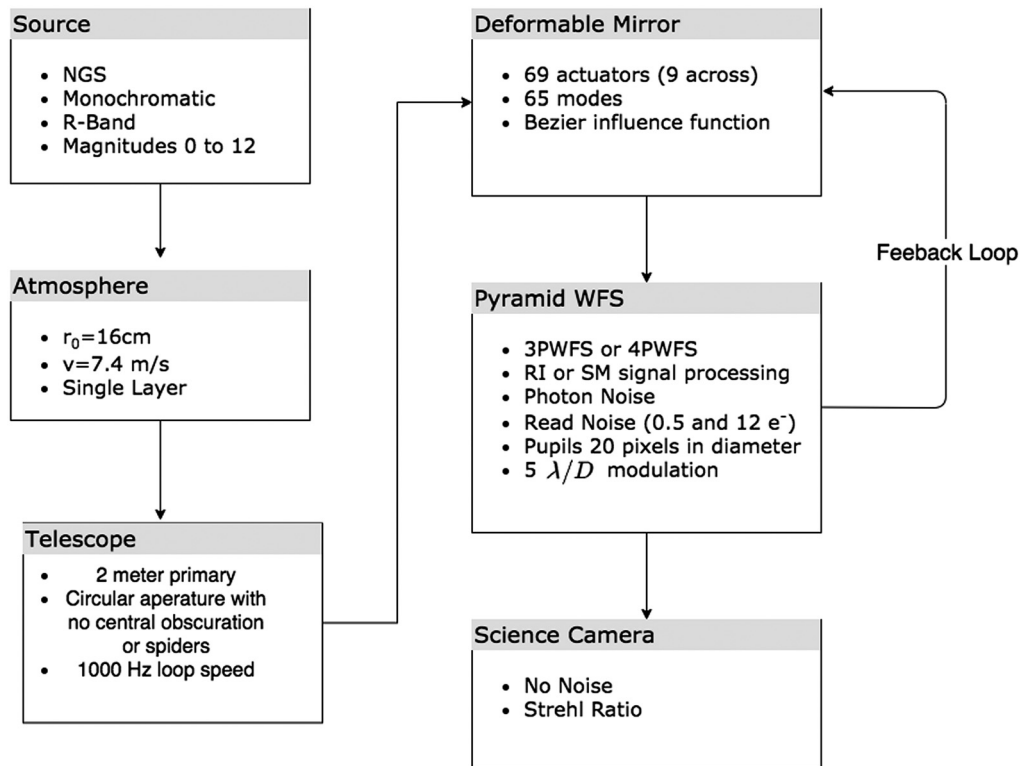 Source
• NGS
• Monochromatic
• R-Band
• Magnitudes 0 to 12
Atmosphere
• r₀=16cm
• v=7.4 m/s
• Single Layer
Telescope
• 2 meter primary
• Circular aperature with
no central obscuration
or spiders
• 1000 Hz loop speed
Deformable Mirror
• 69 actuators (9 across)
• 65 modes
• Bezier influence function
Feeback Loop
Pyramid WFS
• 3PWFS or 4PWFS
• RI or SM signal processing
• Photon Noise
• Read Noise (0.5 and 12 e⁻)
• Pupils 20 pixels in diameter
• 5 λ/D modulation
Science Camera
• No Noise
• Strehl Ratio